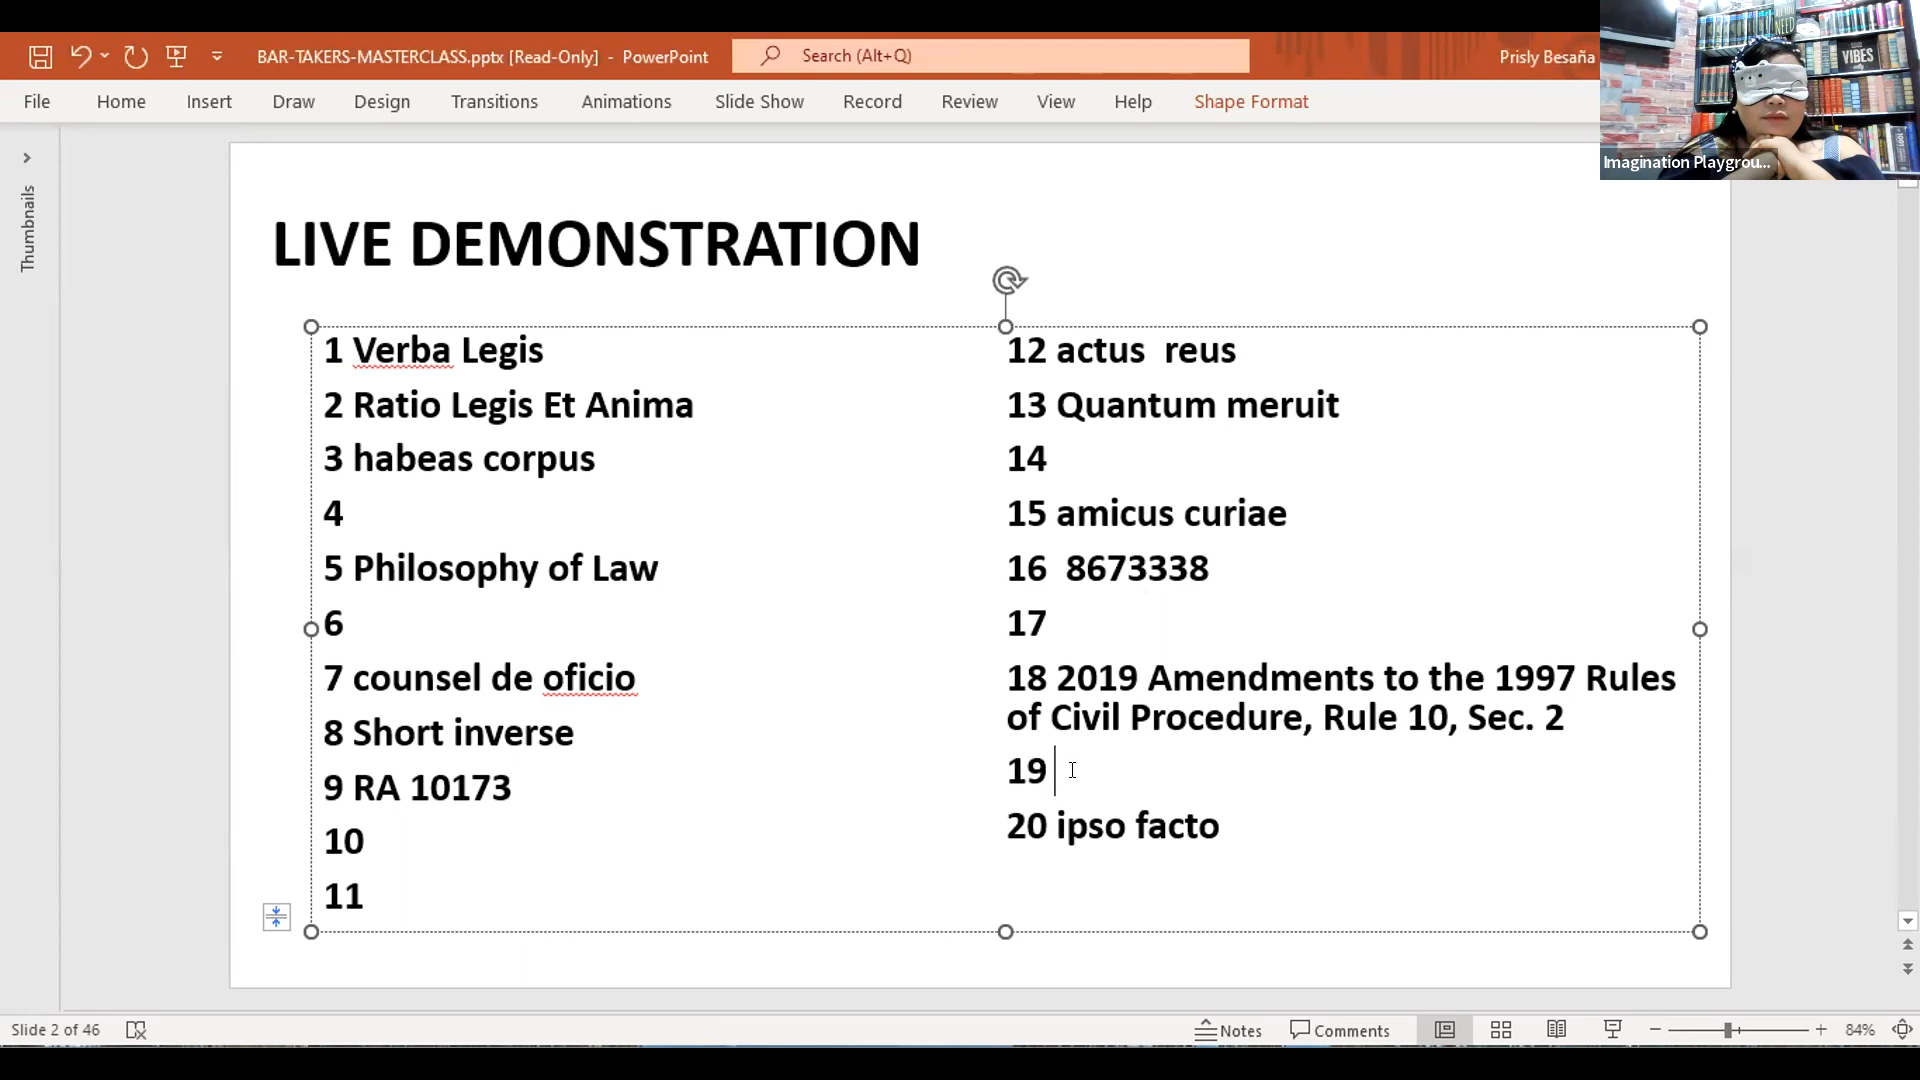 BAR-TAKERS-MASTERCLASS.pptx [Read-Only] - PowerPoint
Search (Alt+Q)
Prisly Besaña
File Home Insert Draw Design Transitions Animations Slide Show Record Review View Help Shape Format
NEED
VIBES
Imagination Playgrou...
Thumbnails
LIVE DEMONSTRATION
1 Verba Legis
2 Ratio Legis Et Anima
3 habeas corpus
4
5 Philosophy of Law
6
7 counsel de oficio
8 Short inverse
9 RA 10173
10
11
12 actus  reus
13 Quantum meruit
14
15 amicus curiae
16  8673338
17
18 2019 Amendments to the 1997 Rules
of Civil Procedure, Rule 10, Sec. 2
19
20 ipso facto
Slide 2 of 46
Notes
Comments
84%